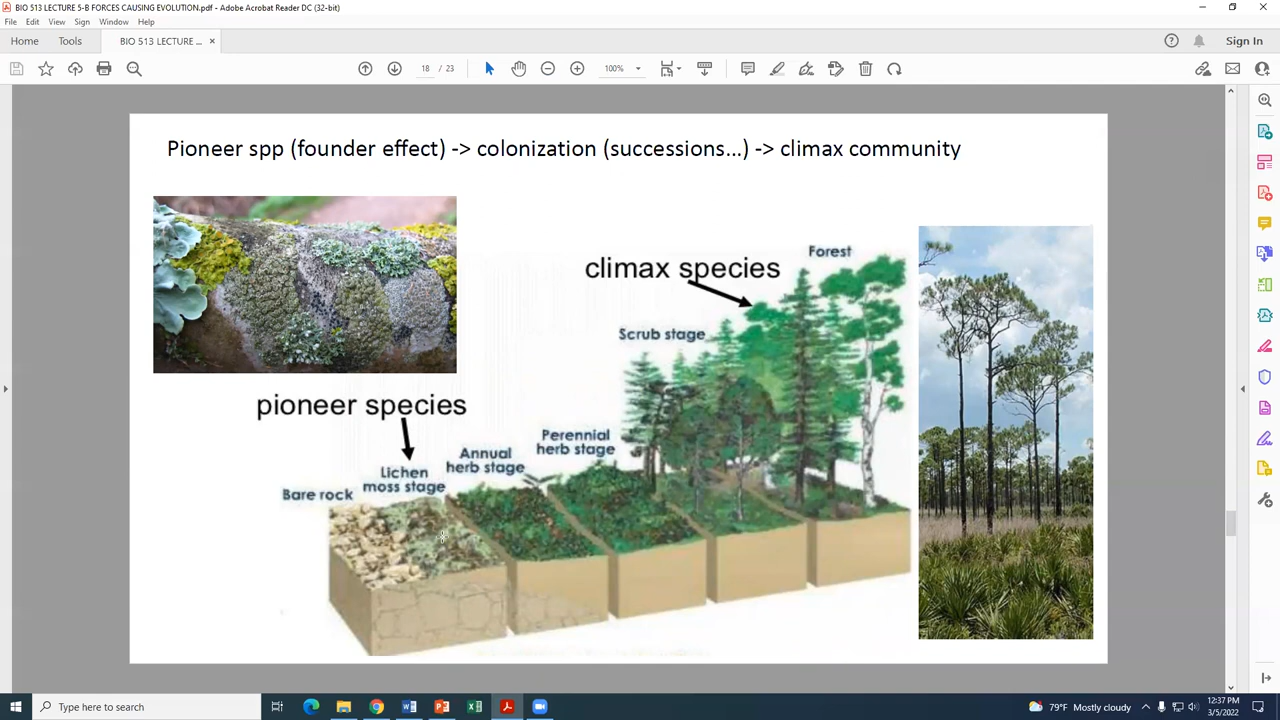 BIO 513 LECTURE 5-B FORCES CAUSING EVOLUTION.pdf - Adobe Acrobat Reader DC (32-bit)
File Edit View Sign Window Help
Home Tools BIO 513 LECTURE ... × Sign In
18 / 23 100%
Pioneer spp (founder effect) -> colonization (successions...) -> climax community
Forest
climax species
Scrub stage
pioneer species
Perennial
herb stage
Annual
herb stage
Lichen
moss stage
Bare rock
Type here to search
79°F Mostly cloudy
12:37 PM
3/5/2022